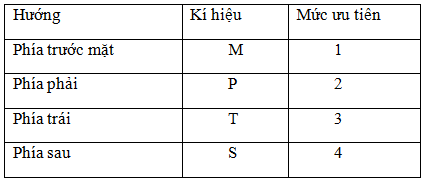 Hướng Kí hiệu Mức ưu tiên
Phía trước mặt M 1
Phía phải P 2
Phía trái T 3
Phía sau S 4